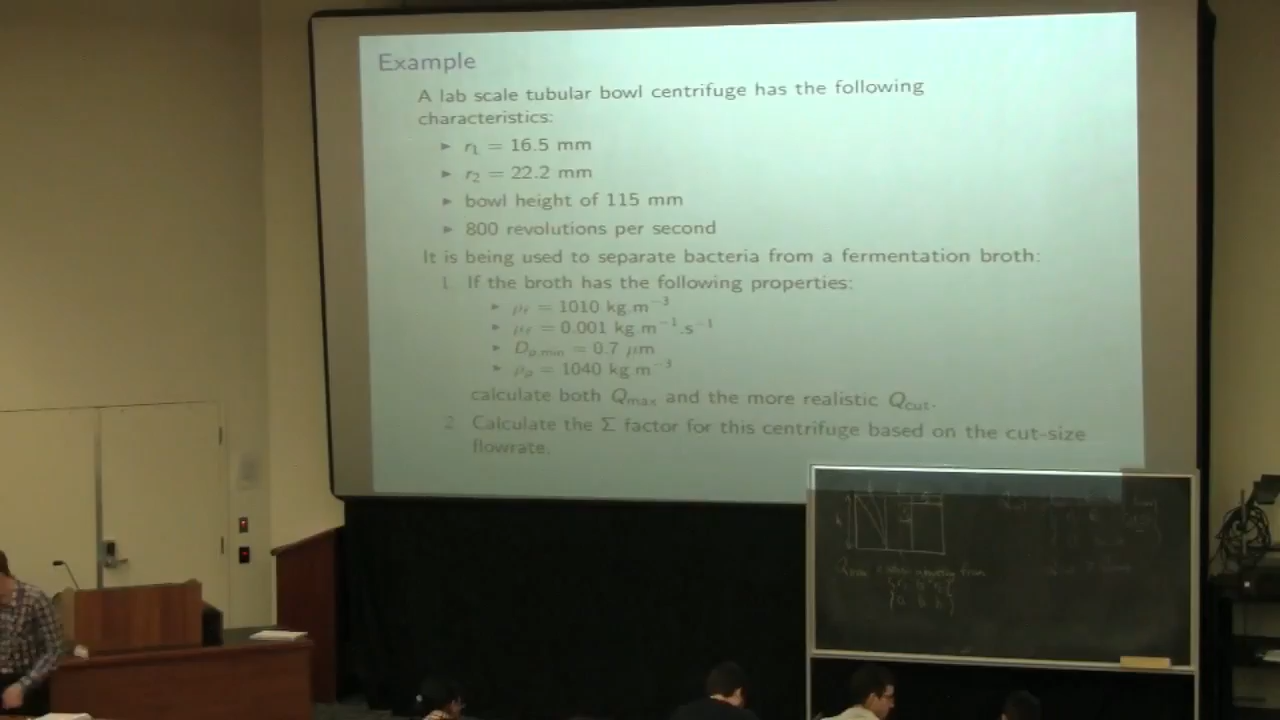 Example
A lab scale tubular bowl centrifuge has the following
characteristics:
► r₁ = 16.5 mm
► r₂ = 22.2 mm
► bowl height of 115 mm
► 800 revolutions per second
It is being used to separate bacteria from a fermentation broth:
1. If the broth has the following properties:
► ρf = 1010 kg.m⁻³
► μf = 0.001 kg.m⁻¹.s⁻¹
► Dp,min = 0.7 μm
► ρp = 1040 kg.m⁻³
calculate both Qmax and the more realistic Qcut.
2. Calculate the Σ factor for this centrifuge based on the cut-size
flowrate.